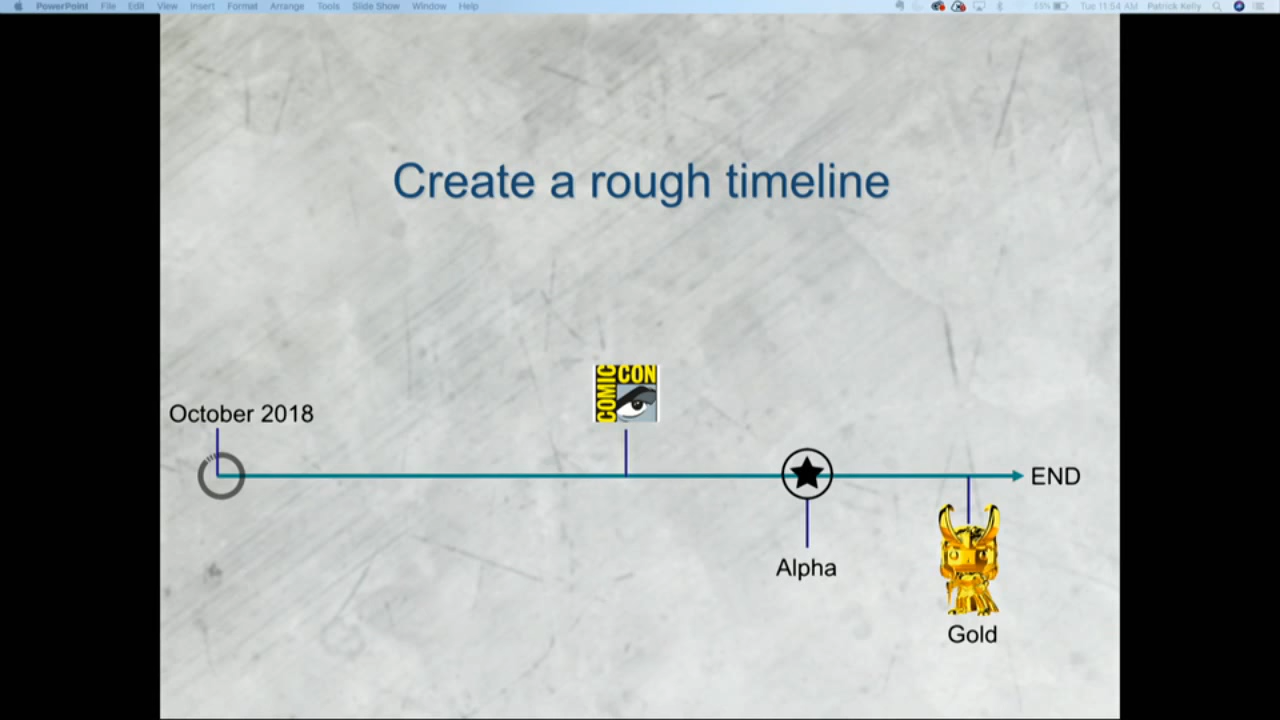 PowerPoint File Edit View Insert Format Arrange Tools Slide Show Window Help 55% Tue 11:54 AM Patrick Kelly
Create a rough timeline
COMIC CON
October 2018
END
Alpha
Gold